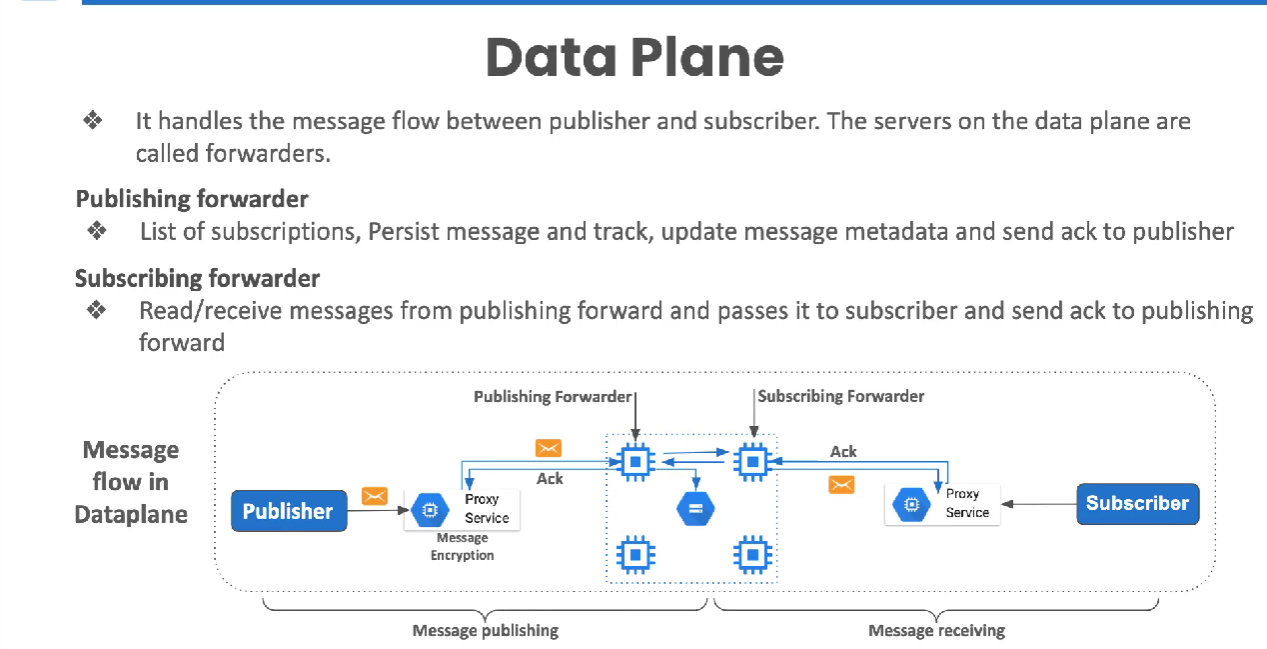 Data Plane
❖ It handles the message flow between publisher and subscriber. The servers on the data plane are
called forwarders.
Publishing forwarder
❖ List of subscriptions, Persist message and track, update message metadata and send ack to publisher
Subscribing forwarder
❖ Read/receive messages from publishing forward and passes it to subscriber and send ack to publishing
forward
Message
flow in
Dataplane
Publishing Forwarder
Subscribing Forwarder
Ack
Ack
Publisher
Proxy
Service
Message
Encryption
Proxy
Service
Subscriber
Message publishing
Message receiving